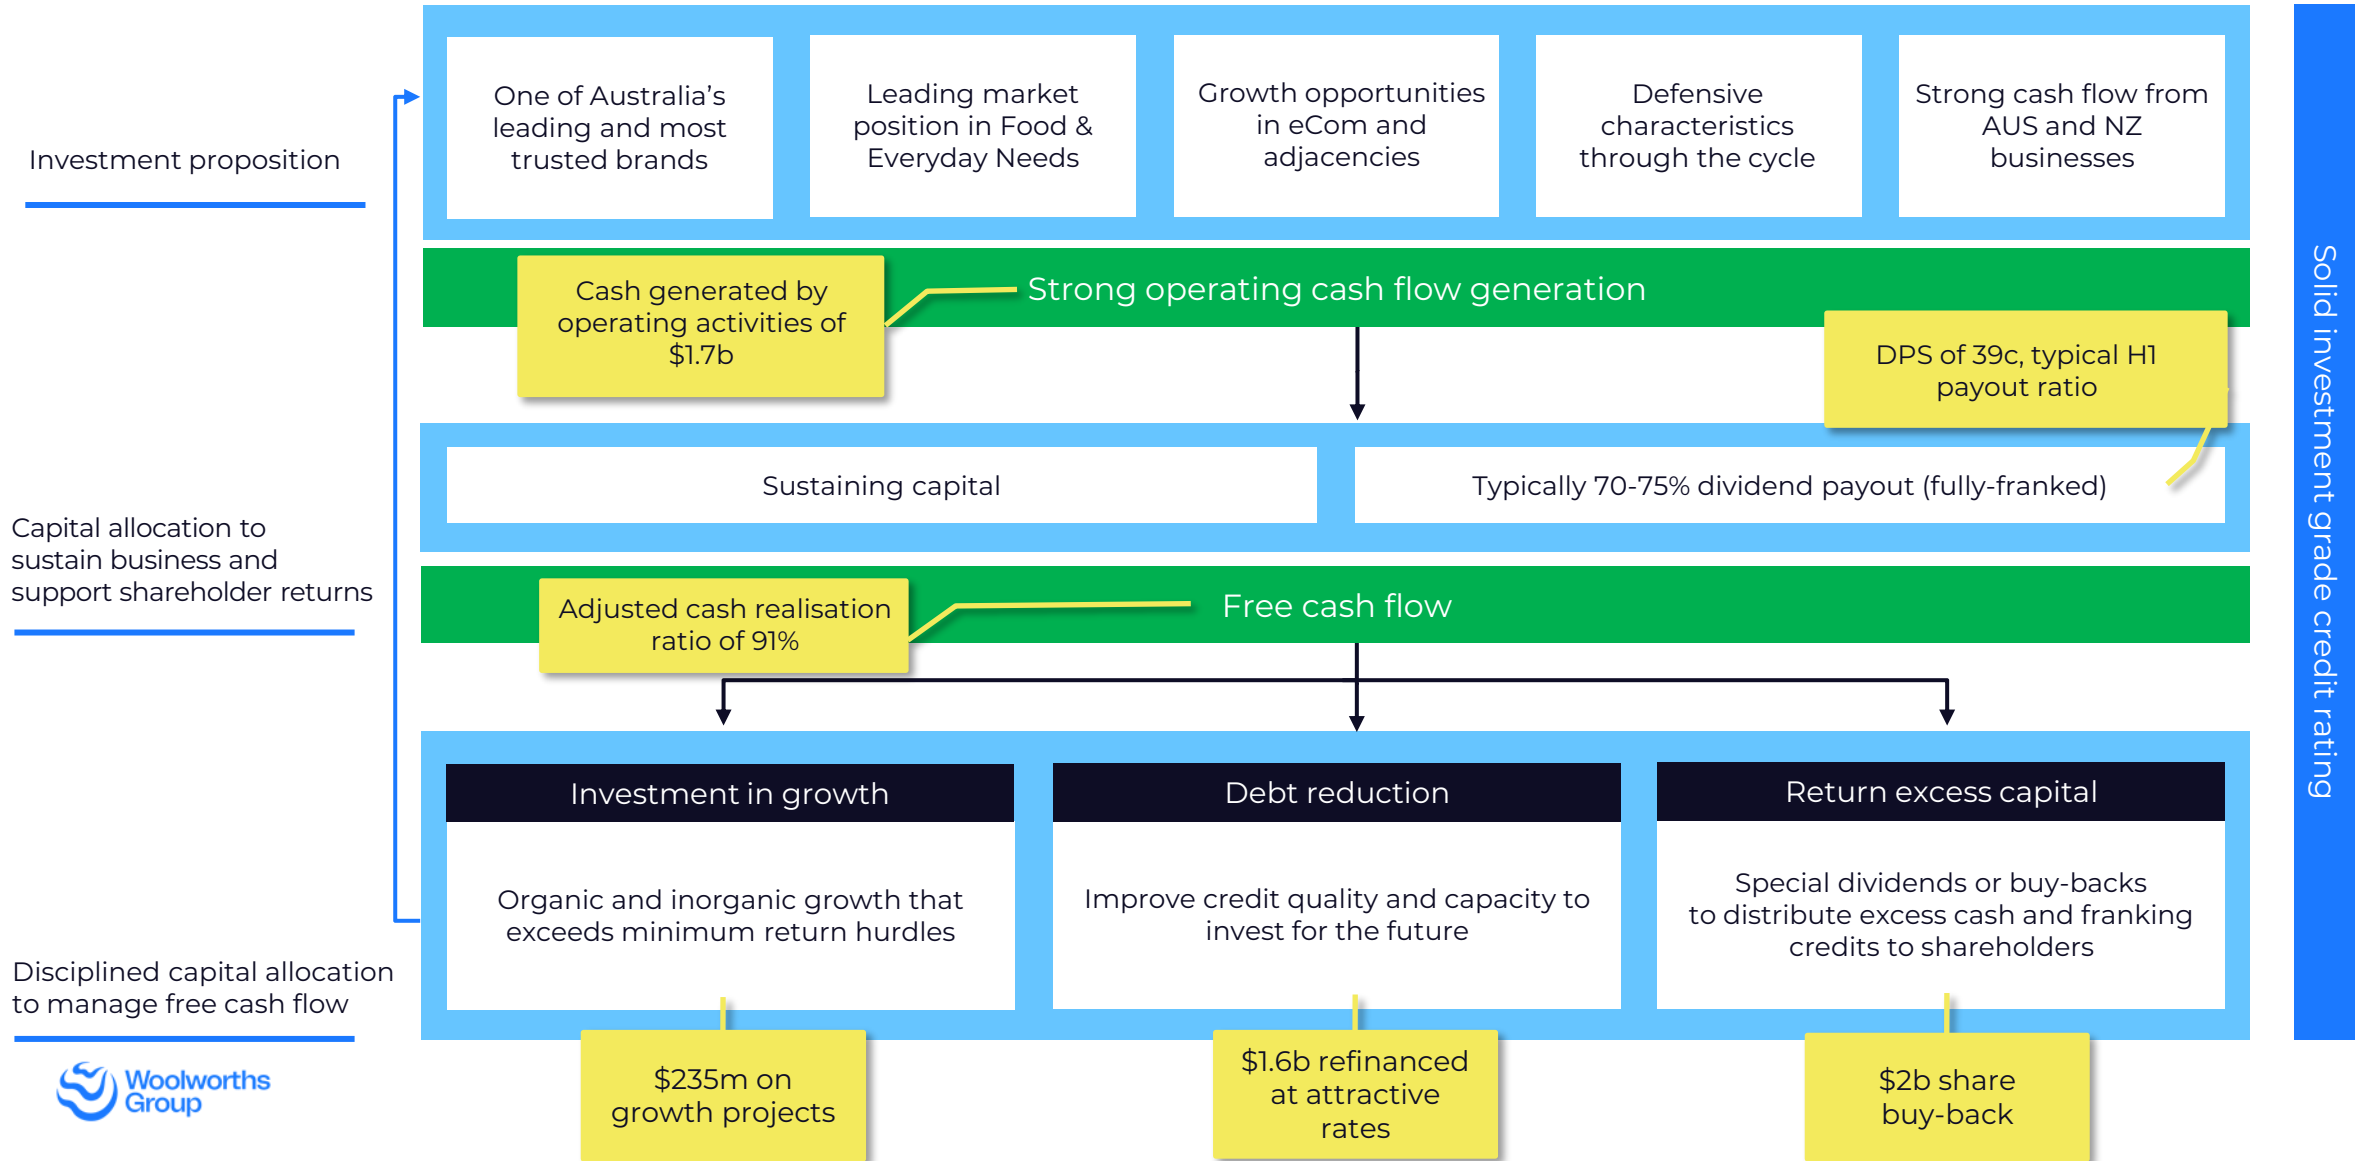 Investment proposition
One of Australia's
leading and most
trusted brands
Leading market
position in Food &
Everyday Needs
Growth opportunities
in eCom and
adjacencies
Defensive
characteristics
through the cycle
Strong cash flow from
AUS and NZ
businesses
Strong operating cash flow generation
Cash generated by
operating activities of
$1.7b
DPS of 39c, typical H1
payout ratio
Capital allocation to
sustain business and
support shareholder returns
Sustaining capital
Typically 70-75% dividend payout (fully-franked)
Free cash flow
Adjusted cash realisation
ratio of 91%
Disciplined capital allocation
to manage free cash flow
Investment in growth
Organic and inorganic growth that
exceeds minimum return hurdles
$235m on
growth projects
Debt reduction
Improve credit quality and capacity to
invest for the future
$1.6b refinanced
at attractive
rates
Return excess capital
Special dividends or buy-backs
to distribute excess cash and franking
credits to shareholders
$2b share
buy-back
Solid investment grade credit rating
Woolworths
Group